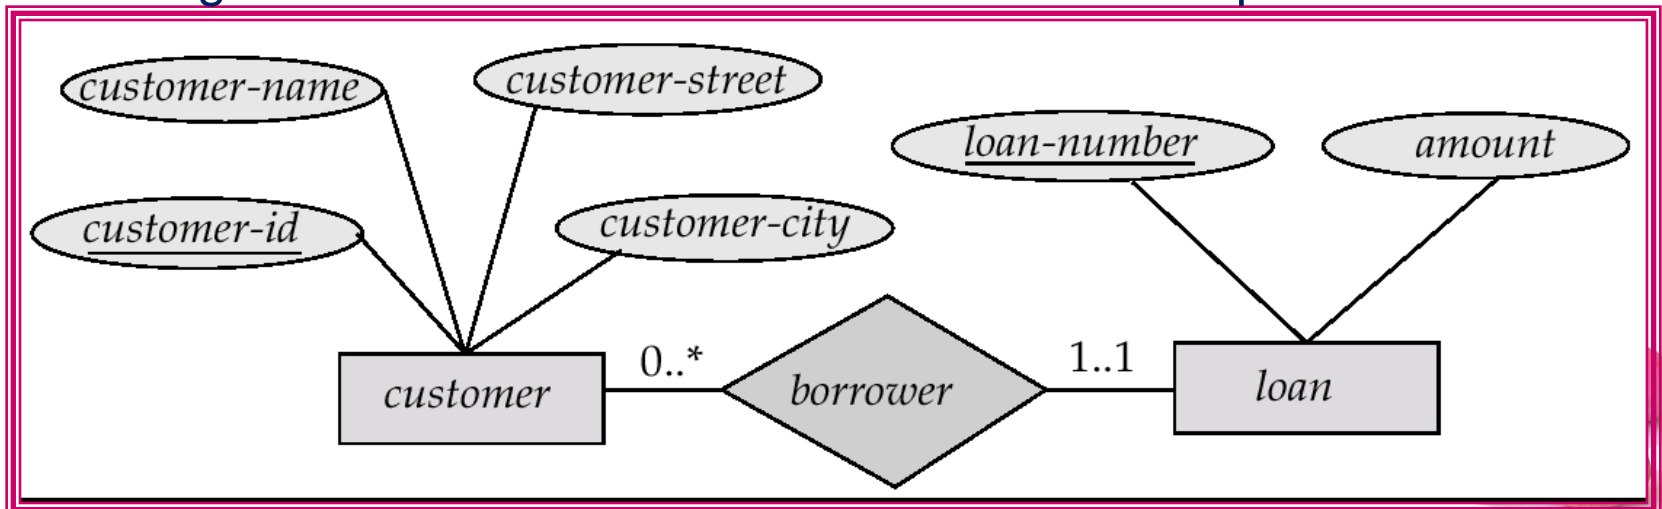 customer-name
customer-street
loan-number
amount
customer-id
customer-city
customer
0..*
borrower
1..1
loan